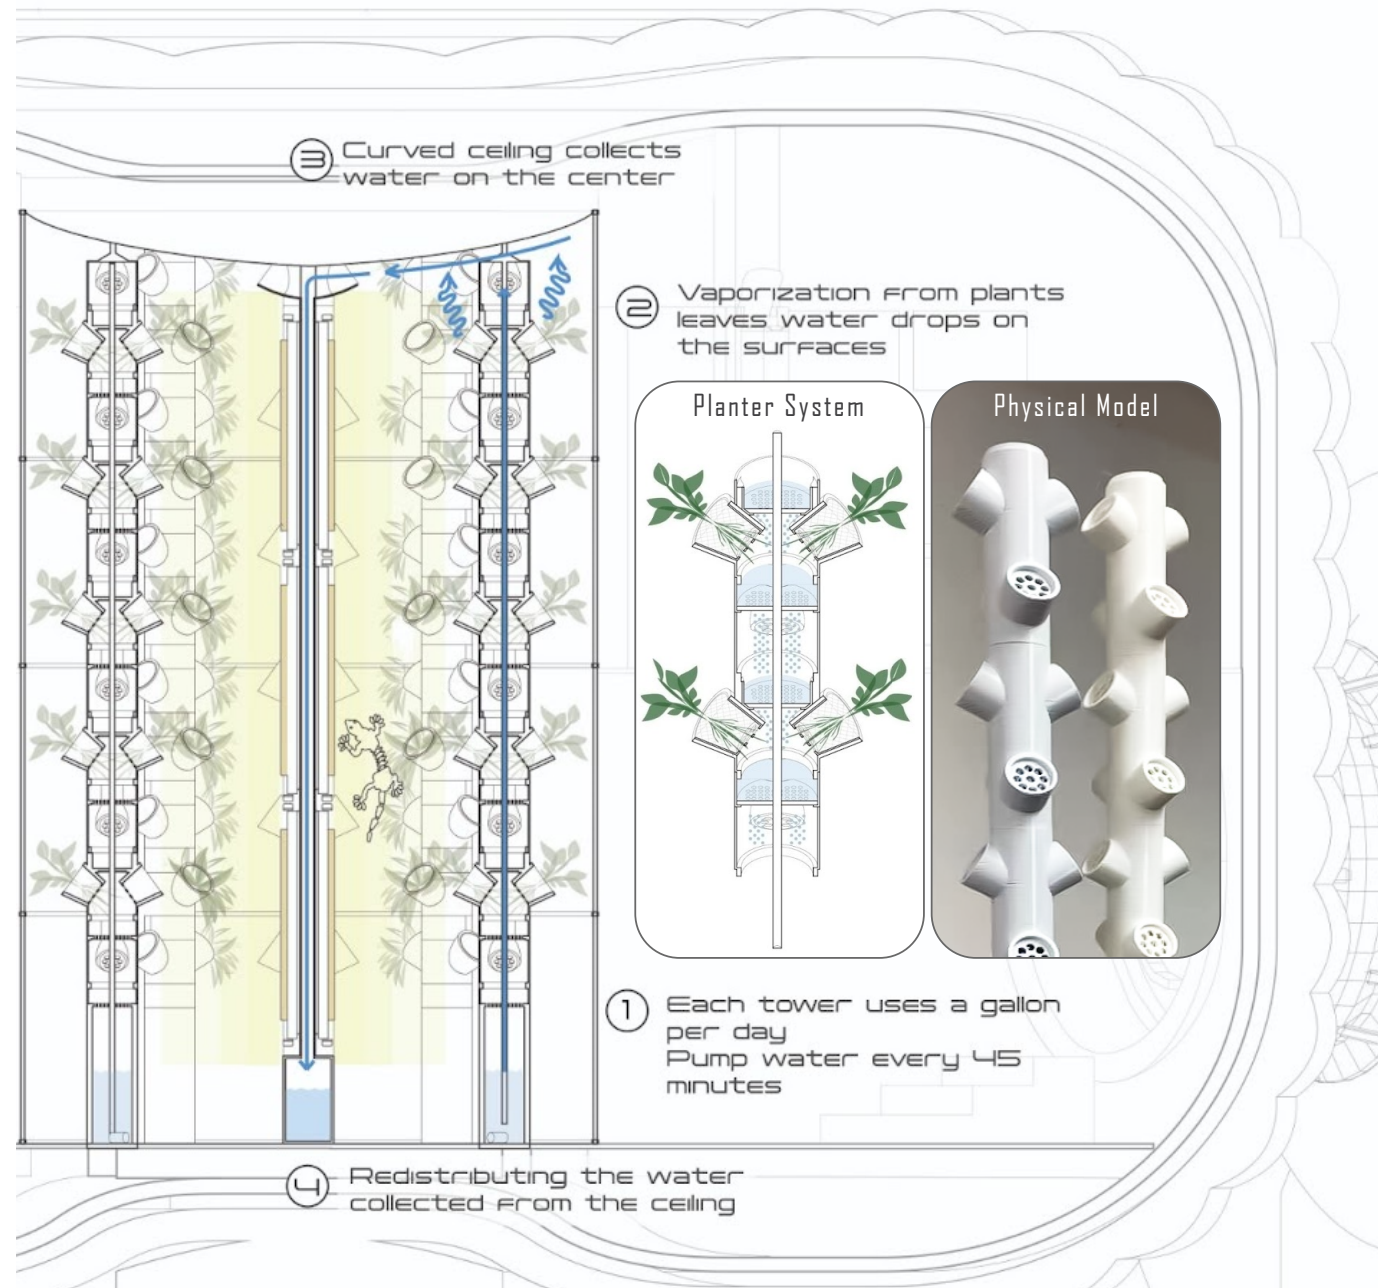 3
Curved ceiling collects
water on the center
2
Vaporization from plants
leaves water drops on
the surfaces
Planter System
Physical Model
1
Each tower uses a gallon
per day
Pump water every 45
minutes
4
Redistributing the water
collected from the ceiling